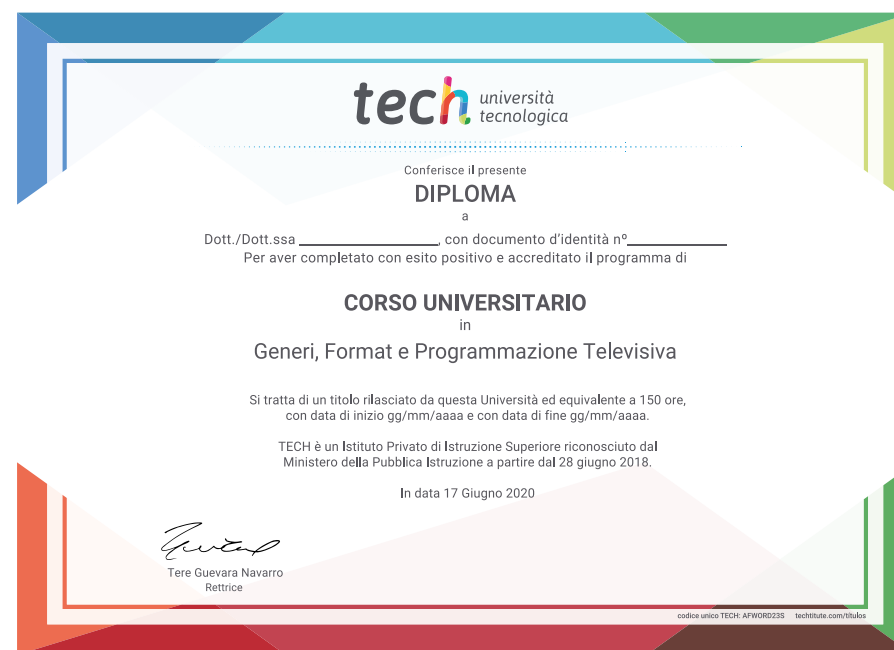 tech università
tecnologica
Conferisce il presente
DIPLOMA
a
Dott./Dott.ssa ____________________, con documento d'identità nº______________
Per aver completato con esito positivo e accreditato il programma di
CORSO UNIVERSITARIO
in
Generi, Format e Programmazione Televisiva
Si tratta di un titolo rilasciato da questa Università ed equivalente a 150 ore,
con data di inizio gg/mm/aaaa e con data di fine gg/mm/aaaa.
TECH è un Istituto Privato di Istruzione Superiore riconosciuto dal
Ministero della Pubblica Istruzione a partire dal 28 giugno 2018.
In data 17 Giugno 2020
Tere Guevara Navarro
Rettrice
codice unico TECH: AFWORD23S techtitute.com/titulos